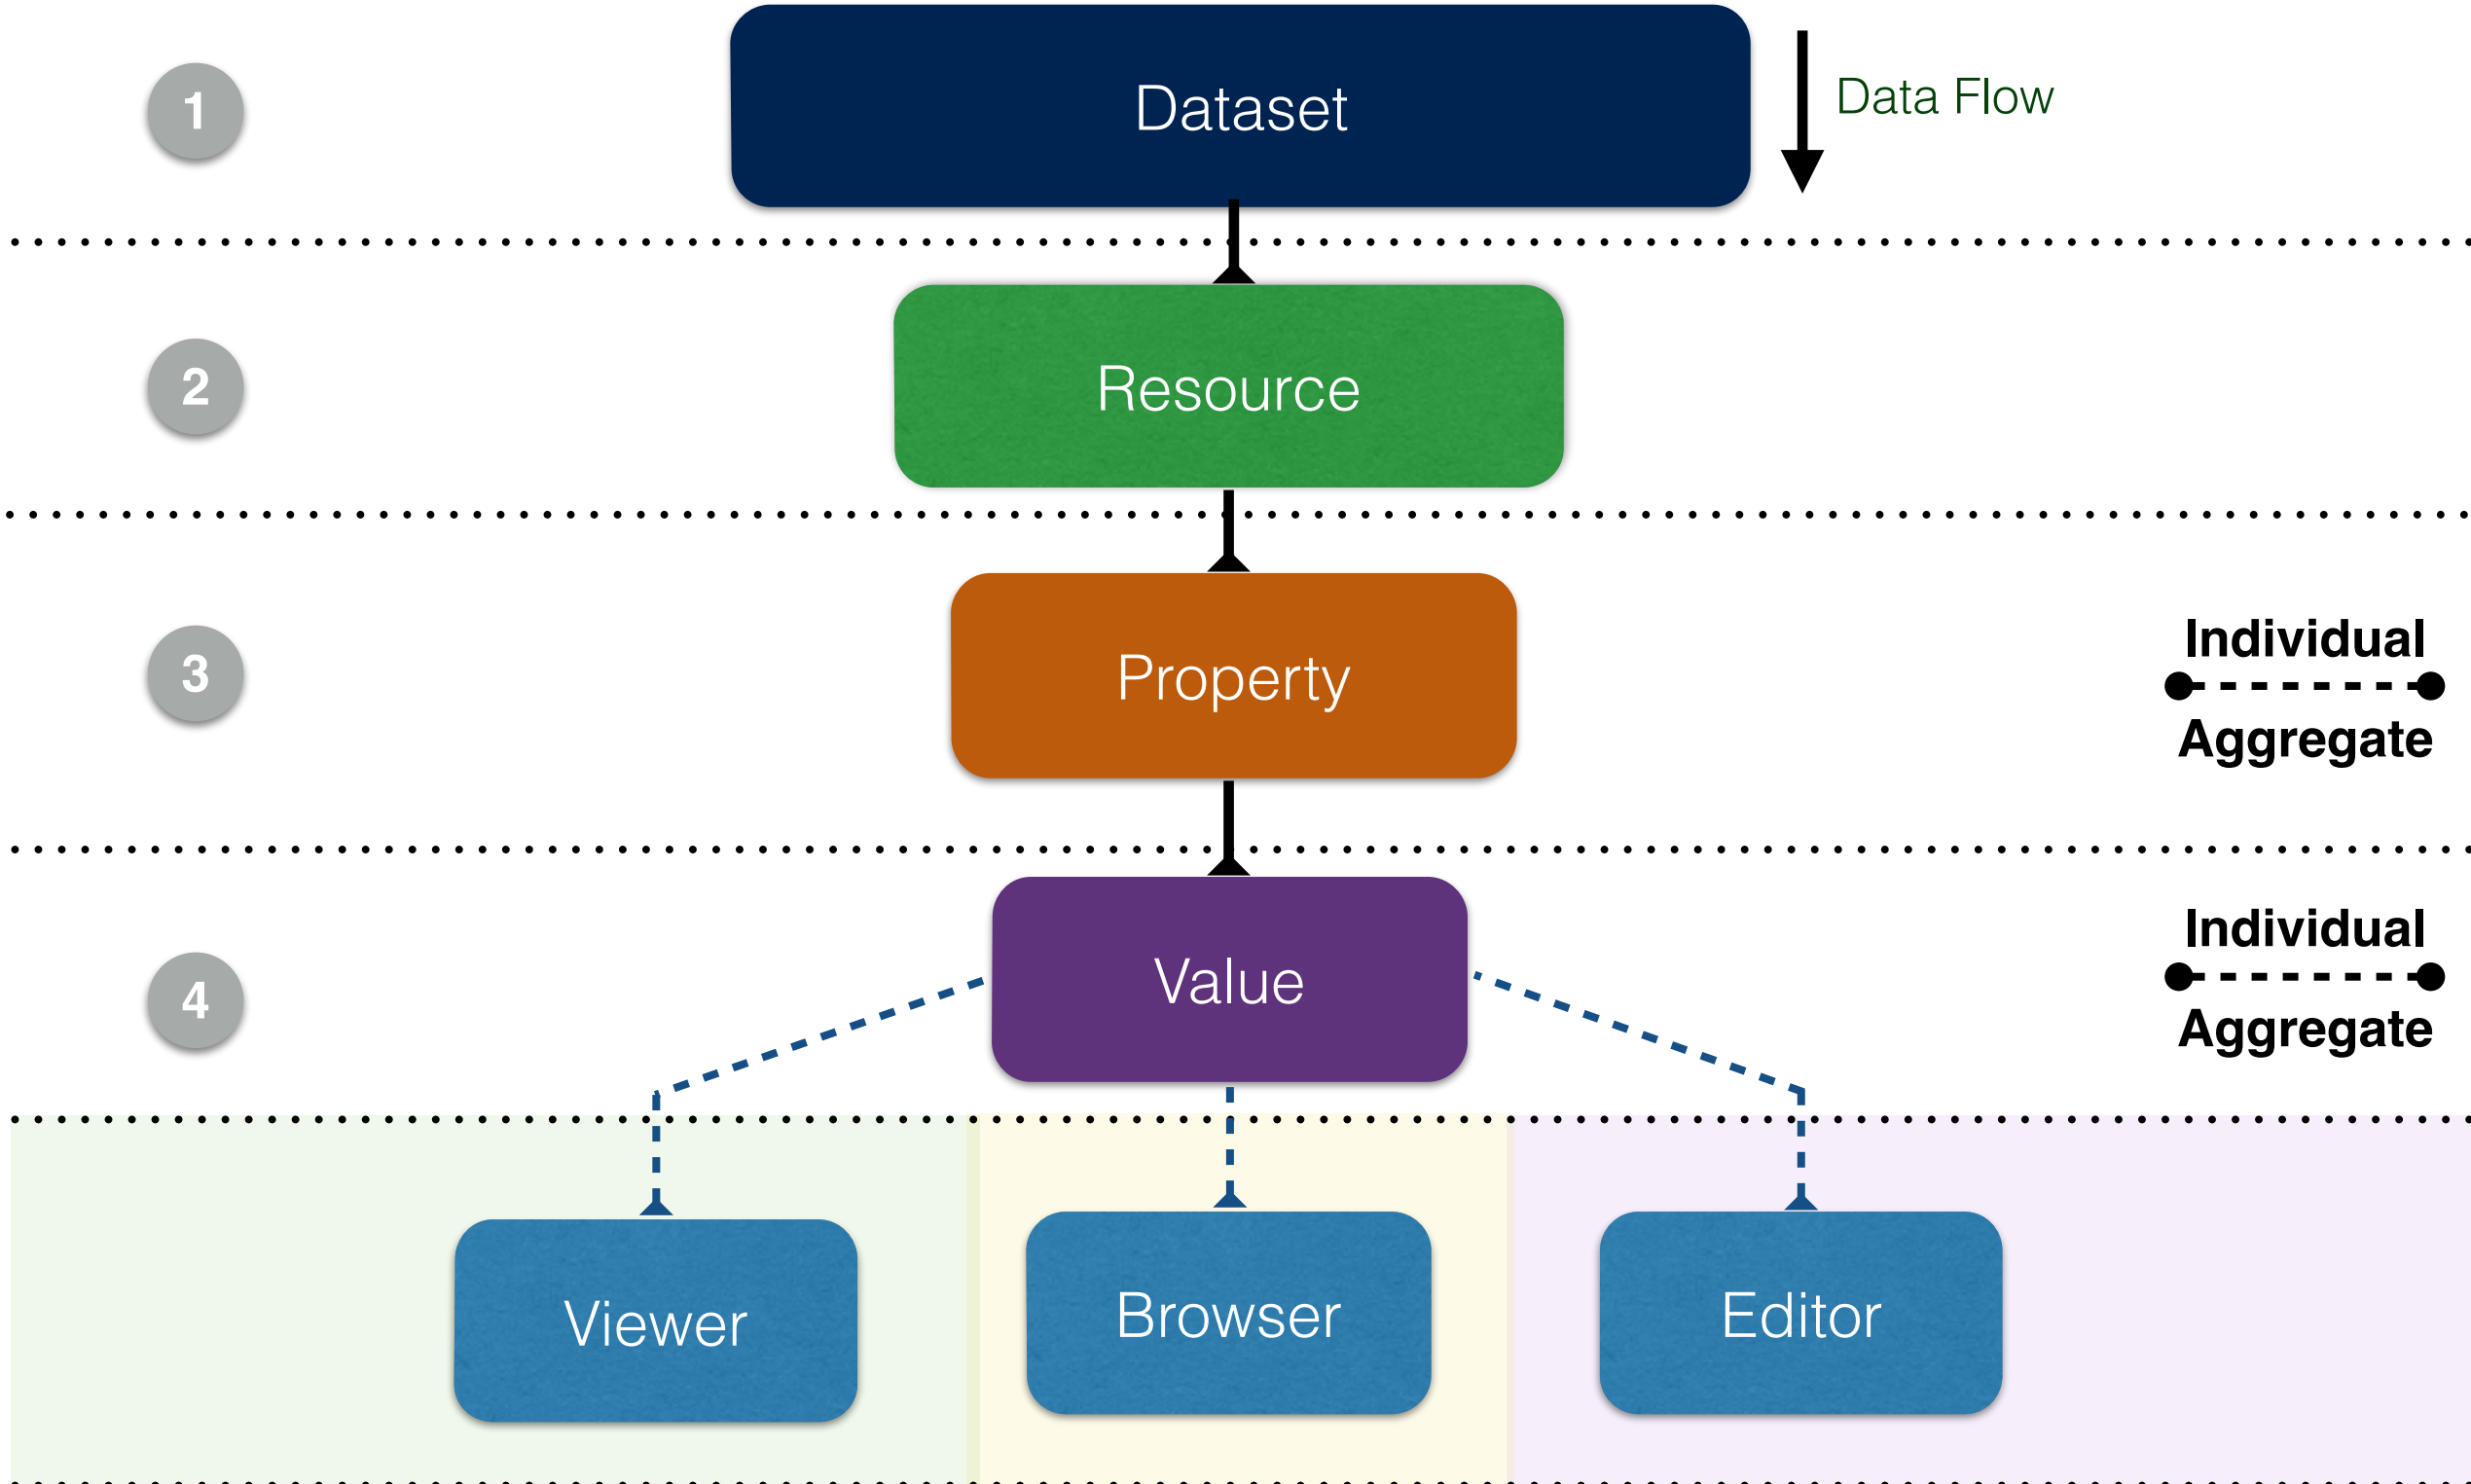 1
Dataset
Data Flow
2
Resource
3
Property
Individual
Aggregate
4
Value
Individual
Aggregate
Viewer
Browser
Editor